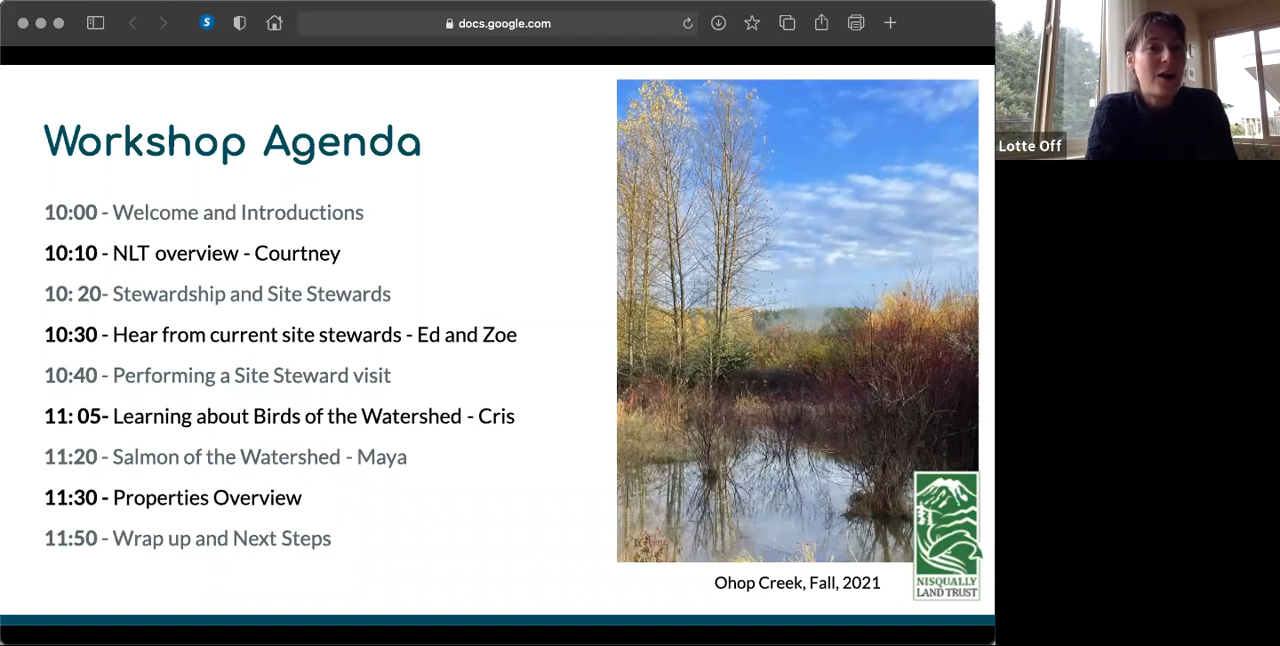 docs.google.com
Workshop Agenda
10:00 - Welcome and Introductions
10:10 - NLT overview - Courtney
10: 20- Stewardship and Site Stewards
10:30 - Hear from current site stewards - Ed and Zoe
10:40 - Performing a Site Steward visit
11: 05- Learning about Birds of the Watershed - Cris
11:20 - Salmon of the Watershed - Maya
11:30 - Properties Overview
11:50 - Wrap up and Next Steps
Ohop Creek, Fall, 2021
NISQUALLY
LAND TRUST
Lotte Off